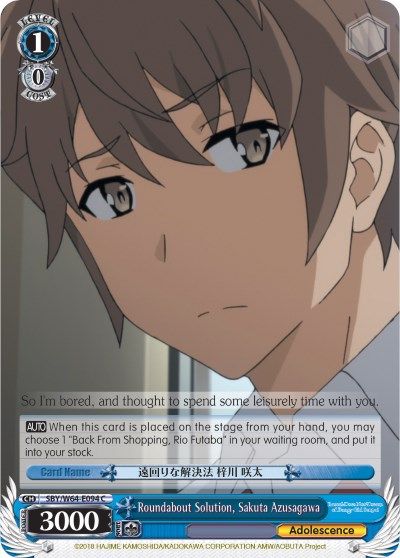 LEVEL
1
0
COST
So I'm bored, and thought to spend some leisurely time with you.
AUTO When this card is placed on the stage from your hand, you may
choose 1 "Back From Shopping, Rio Futaba" in your waiting room, and put it
into your stock.
Card Name 遠回りな解決法 梓川 咲太
CH SBY/W64-E094 C
Roundabout Solution, Sakuta Azusagawa
POWER
3000
Adolescence
©2018 HAJIME KAMOSHIDA/KADOKAWA CORPORATION AMW/AOBUTA Project